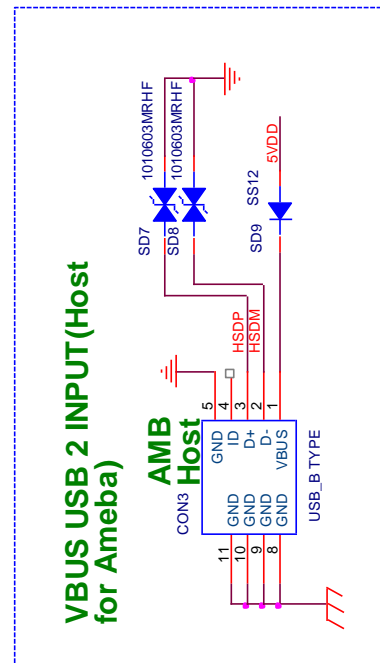 VBUS USB 2 INPUT(Host
for Ameba)
1010603MRHF
1010603MRHF
SD7
SD8
SS12
SD9
5VDD
HSDP
HSDM
AMB
Host
CON3
USB_B TYPE
5
4
3
2
1
GND
ID
D+
D-
VBUS
GND
GND
GND
GND
11
10
9
8